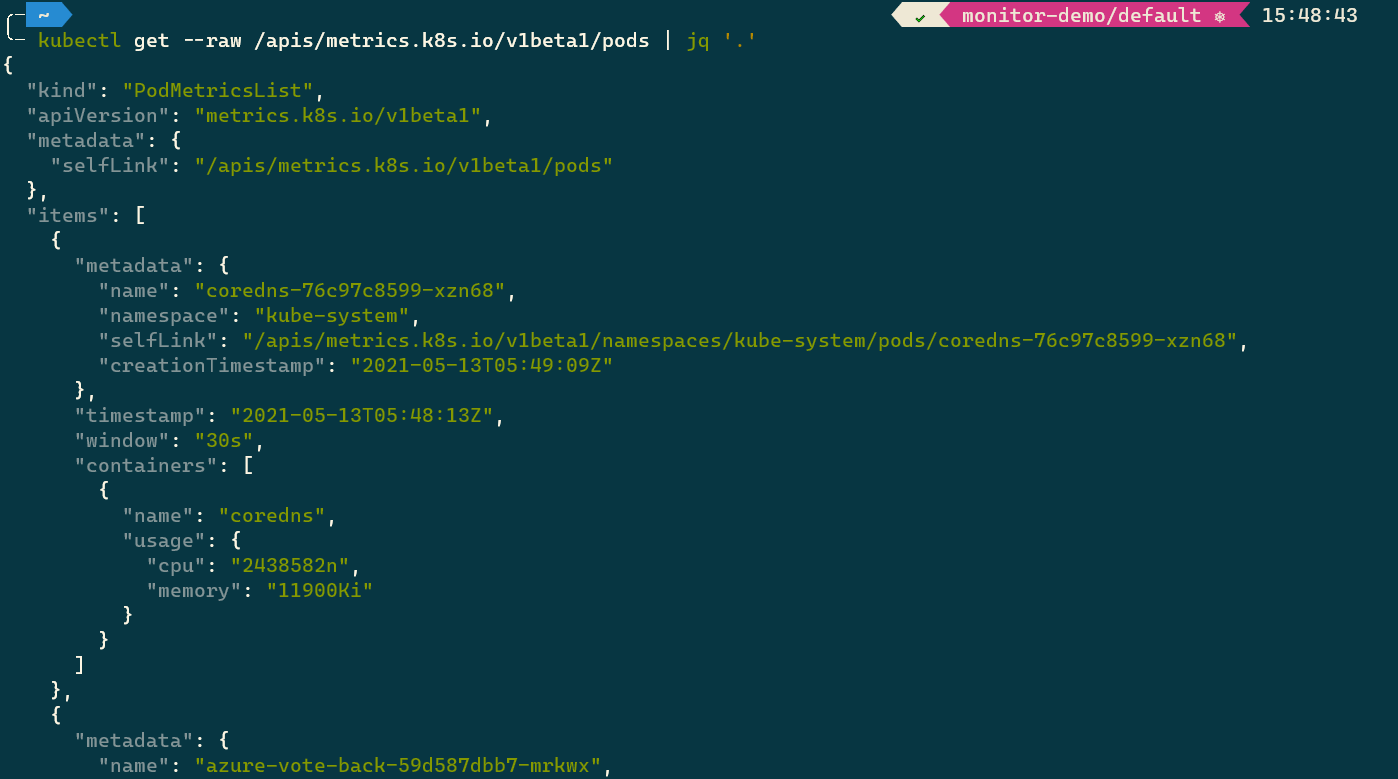 ~ ✓ monitor-demo/default ⎈ 15:48:43
kubectl get --raw /apis/metrics.k8s.io/v1beta1/pods | jq '.'
{
  "kind": "PodMetricsList",
  "apiVersion": "metrics.k8s.io/v1beta1",
  "metadata": {
    "selfLink": "/apis/metrics.k8s.io/v1beta1/pods"
  },
  "items": [
    {
      "metadata": {
        "name": "coredns-76c97c8599-xzn68",
        "namespace": "kube-system",
        "selfLink": "/apis/metrics.k8s.io/v1beta1/namespaces/kube-system/pods/coredns-76c97c8599-xzn68",
        "creationTimestamp": "2021-05-13T05:49:09Z"
      },
      "timestamp": "2021-05-13T05:48:13Z",
      "window": "30s",
      "containers": [
        {
          "name": "coredns",
          "usage": {
            "cpu": "2438582n",
            "memory": "11900Ki"
          }
        }
      ]
    },
    {
      "metadata": {
        "name": "azure-vote-back-59d587dbb7-mrkwx",